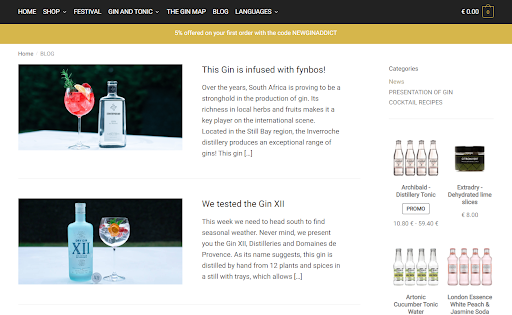 HOME SHOP FESTIVAL GIN AND TONIC THE GIN MAP BLOG LANGUAGES € 0.00 0
5% offered on your first order with the code NEWGINADDICT
Home / BLOG
This Gin is infused with fynbos!
Over the years, South Africa is proving to be a
stronghold in the production of gin. Its
richness in local herbs and fruits makes it a
key player on the international scene.
Located in the Still Bay region, the Inverroche
distillery produces an exceptional range of
gins! This gin [...]
We tested the Gin XII
This week we need to head south to find
seasonal weather. Never mind, we present
you the Gin XII, Distilleries and Domaines de
Provence. As its name suggests, this gin is
distilled by hand from 12 plants and spices in
a still with trays, which allows [...]
XII
Categories
News
PRESENTATION OF GIN
COCKTAIL RECIPES
Archibald -
Distillery Tonic
PROMO
10.80 € - 59.40 €
Extradry -
Dehydrated lime
slices
€ 8.00
Artonic
Cucumber Tonic
Water
London Essence
White Peach &
Jasmine Soda